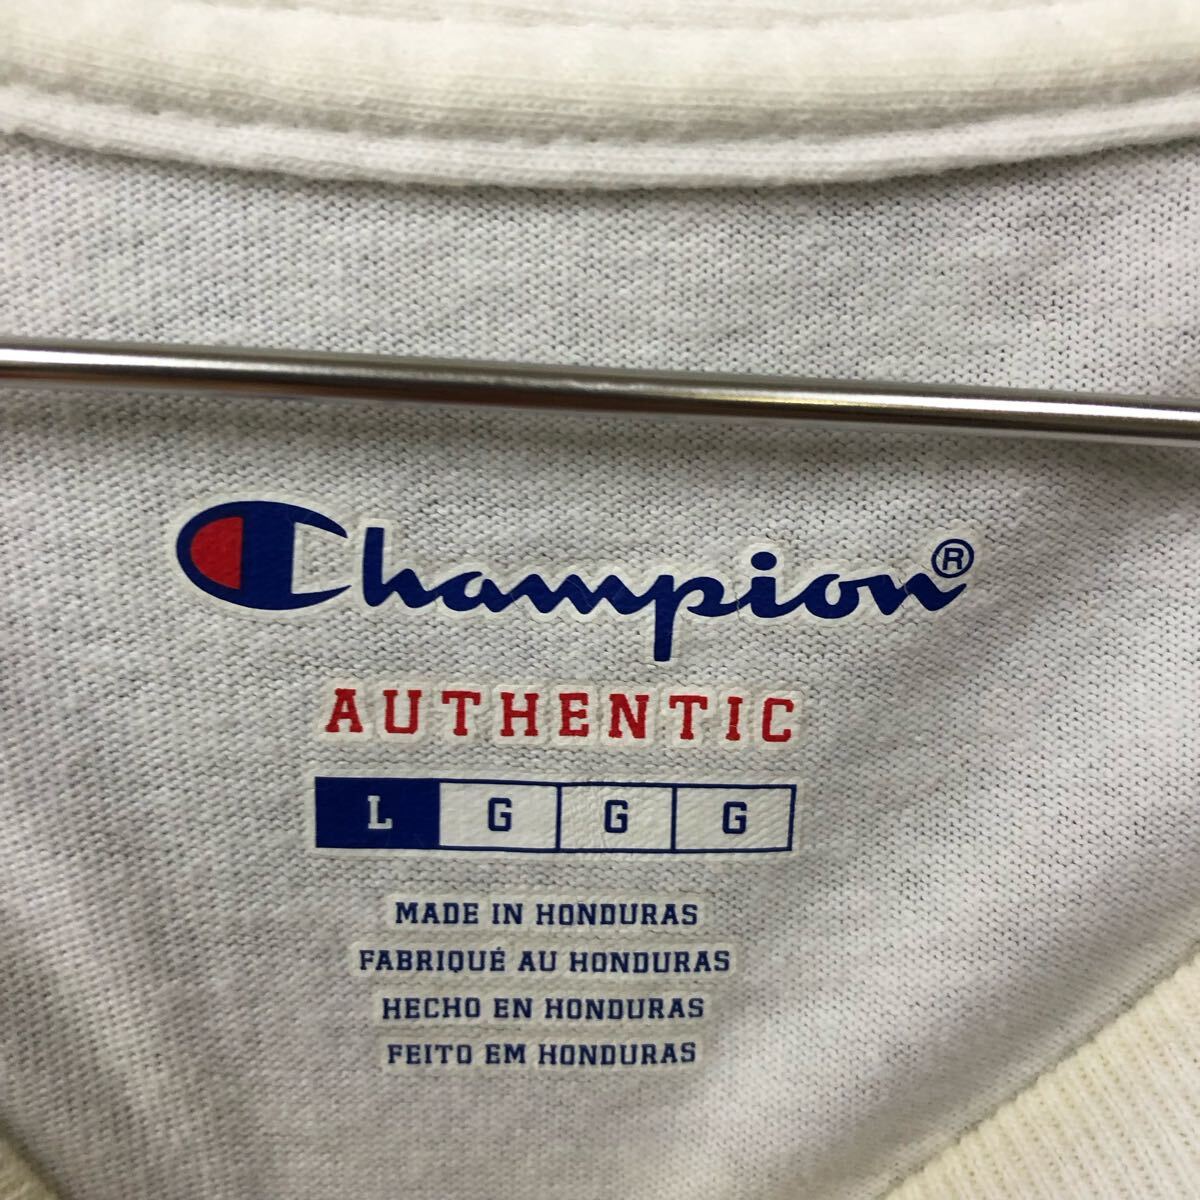 Champion®
AUTHENTIC
L G G G
MADE IN HONDURAS
FABRIQUÉ AU HONDURAS
HECHO EN HONDURAS
FEITO EM HONDURAS